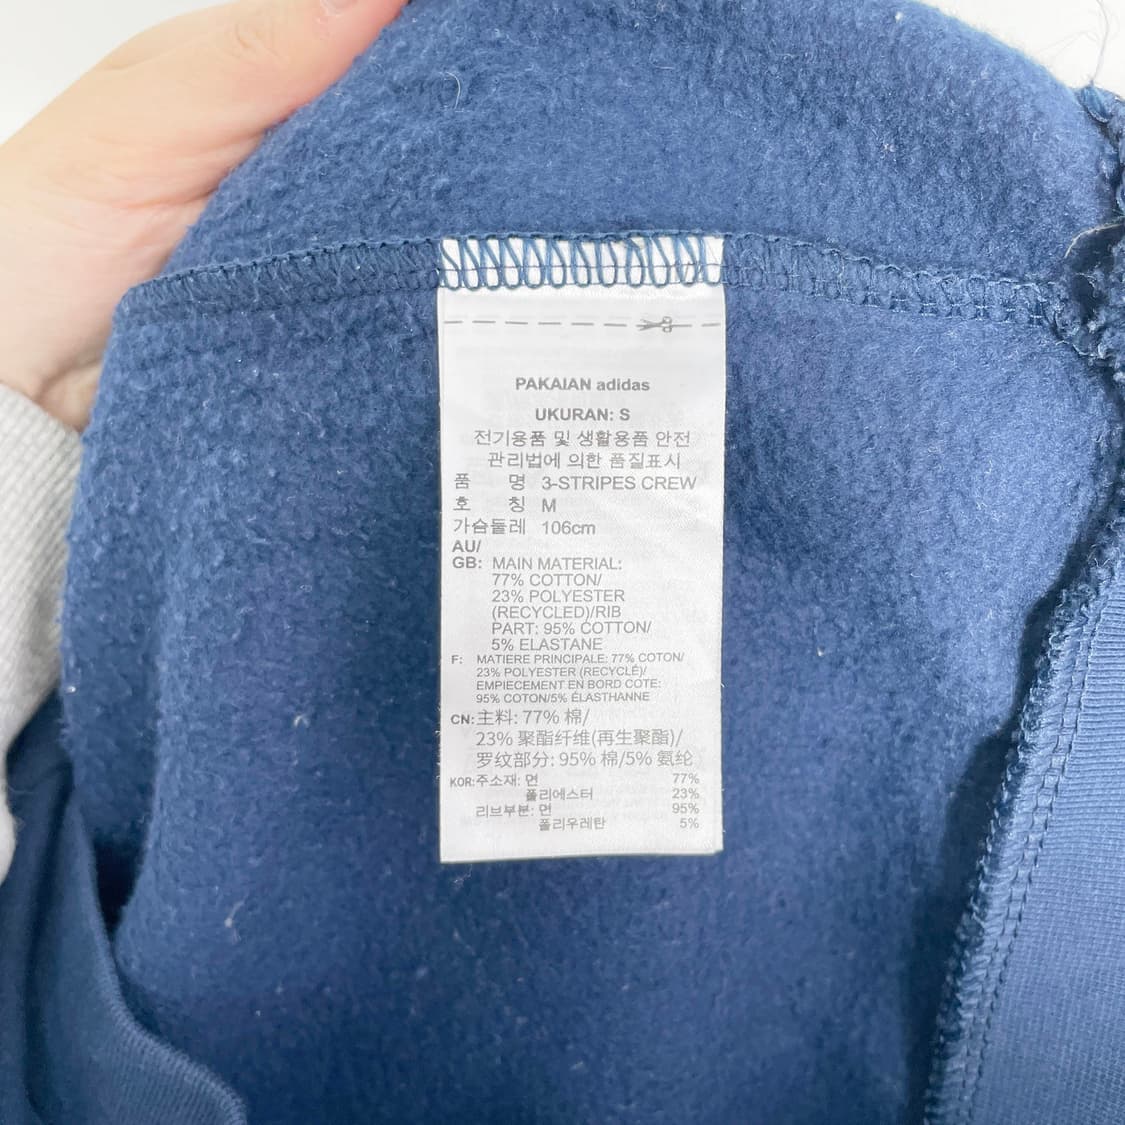 PAKAIAN adidas
UKURAN: S
전기용품 및 생활용품 안전
관리법에 의한 품질표시
품 명 3-STRIPES CREW
호 칭 M
가슴둘레 106cm
AU/
GB: MAIN MATERIAL:
77% COTTON/
23% POLYESTER
(RECYCLED)/RIB
PART: 95% COTTON/
5% ELASTANE
F: MATIERE PRINCIPALE: 77% COTON/
23% POLYESTER (RECYCLÉ)/
EMPIECEMENT EN BORD COTE:
95% COTON/5% ÉLASTHANNE
CN: 主料: 77% 棉/
23% 聚酯纤维(再生聚酯)/
罗纹部分: 95% 棉/5% 氨纶
KOR: 주소재: 면 77%
폴리에스터 23%
리브부분: 면 95%
폴리우레탄 5%